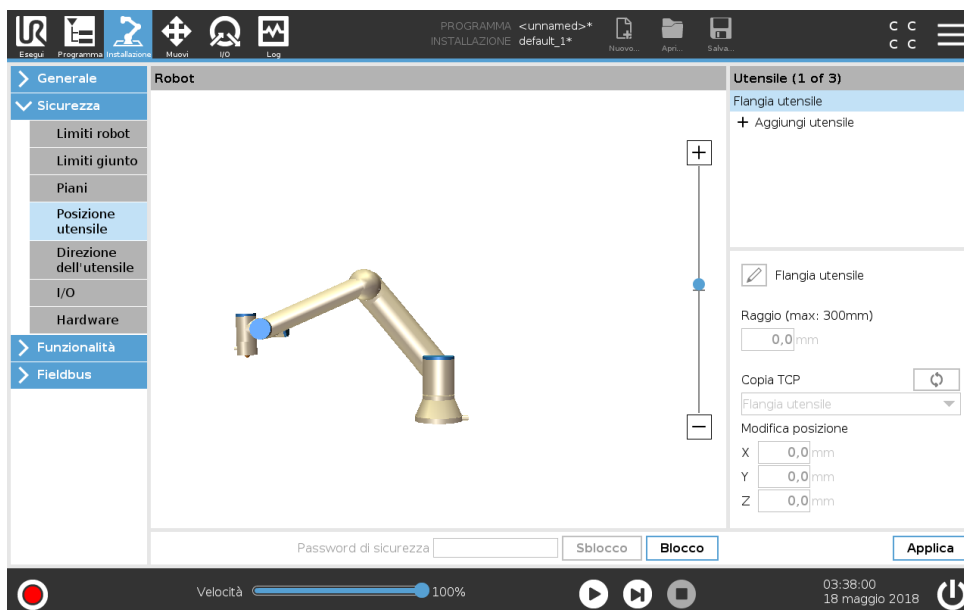 PROGRAMMA <unnamed>*
INSTALLAZIONE default_1*
Esegui
Programma
Installazione
Muovi
I/O
Log
Nuovo...
Apri...
Salva...
C C
C C
Generale
Sicurezza
Limiti robot
Limiti giunto
Piani
Posizione
utensile
Direzione
dell'utensile
I/O
Hardware
Funzionalità
Fieldbus
Robot
Utensile (1 of 3)
Flangia utensile
+ Aggiungi utensile
Flangia utensile
Raggio (max: 300mm)
0,0 mm
Copia TCP
Flangia utensile
Modifica posizione
X 0,0 mm
Y 0,0 mm
Z 0,0 mm
Password di sicurezza
Sblocco
Blocco
Applica
Velocità
100%
03:38:00
18 maggio 2018